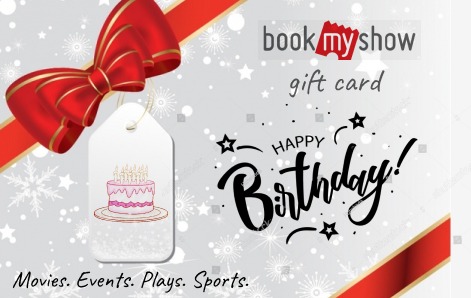 bookmyshow
gift card
HAPPY
Birthday!
Movies. Events. Plays. Sports.